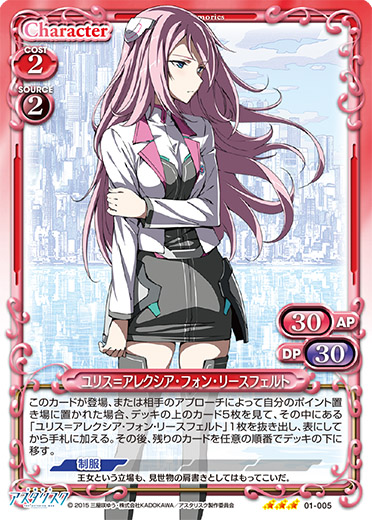 Character
COST
2
SOURCE
2
30 AP
DP 30
ユリス=アレクシア・フォン・リースフェルト
このカードが登場、または相手のアプローチによって自分のポイント置
き場に置かれた場合、デッキの上のカード5枚を見て、その中にある
「ユリス=アレクシア・フォン・リースフェルト」1枚を抜き出し、表にして
から手札に加える。その後、残りのカードを任意の順番でデッキの下に
移す。
制服
王女という立場も、見世物の肩書きとしてはもってこいだ。
アスタリスク
© 2015 三屋咲ゆう・株式会社KADOKAWA/アスタリスク製作委員会
01-005